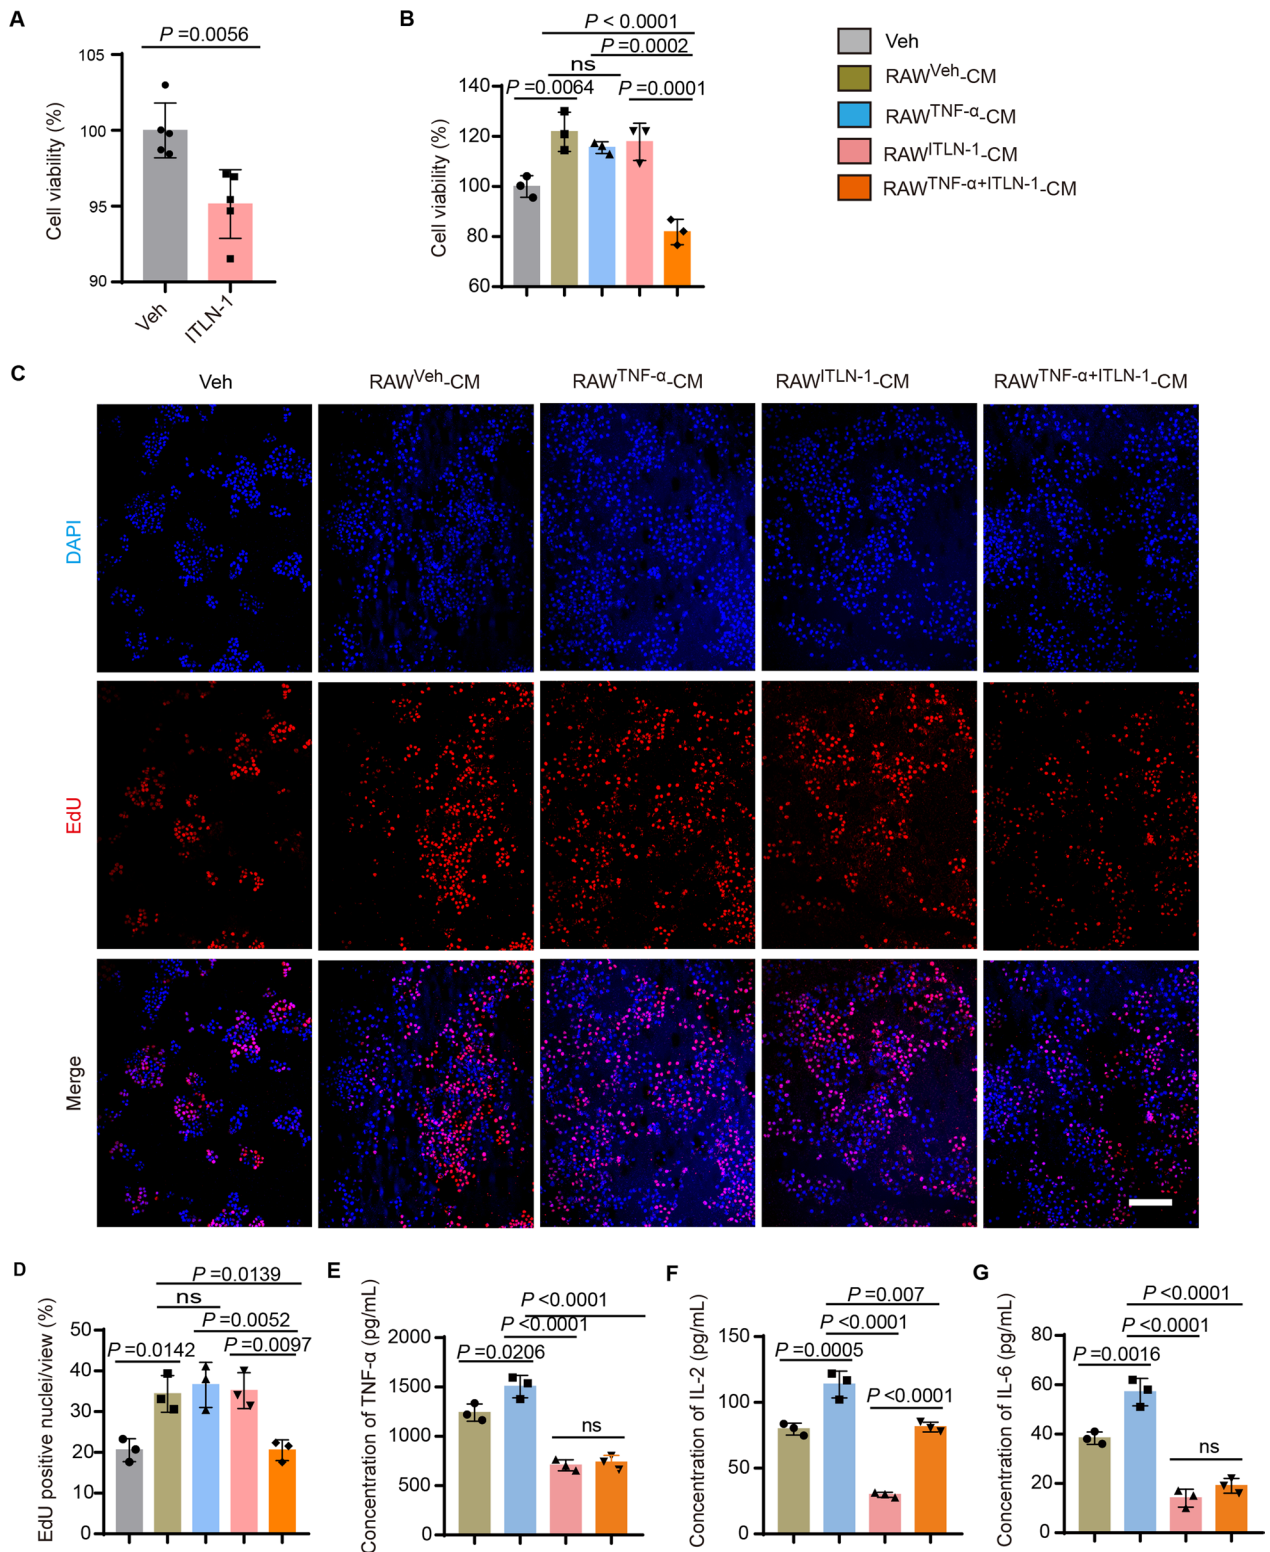 A
P =0.0056
105
100
95
90
Cell viability (%)
Veh
ITLN-1
B
P < 0.0001
P =0.0002
ns
P =0.0064
P =0.0001
140
120
100
80
60
Cell viability (%)
Veh
RAWVeh-CM
RAWTNF-α-CM
RAWITLN-1-CM
RAWTNF-α+ITLN-1-CM
C
Veh
RAWVeh-CM
RAWTNF-α-CM
RAWITLN-1-CM
RAWTNF-α+ITLN-1-CM
DAPI
EdU
Merge
D
P =0.0139
ns
P =0.0052
P =0.0142
P =0.0097
50
40
30
20
10
0
EdU positive nuclei/view (%)
E
P <0.0001
P <0.0001
P =0.0206
ns
2000
1500
1000
500
0
Concentration of TNF-α (pg/mL)
F
P =0.007
P <0.0001
P =0.0005
P <0.0001
150
100
50
0
Concentration of IL-2 (pg/mL)
G
P <0.0001
P <0.0001
P =0.0016
ns
80
60
40
20
0
Concentration of IL-6 (pg/mL)